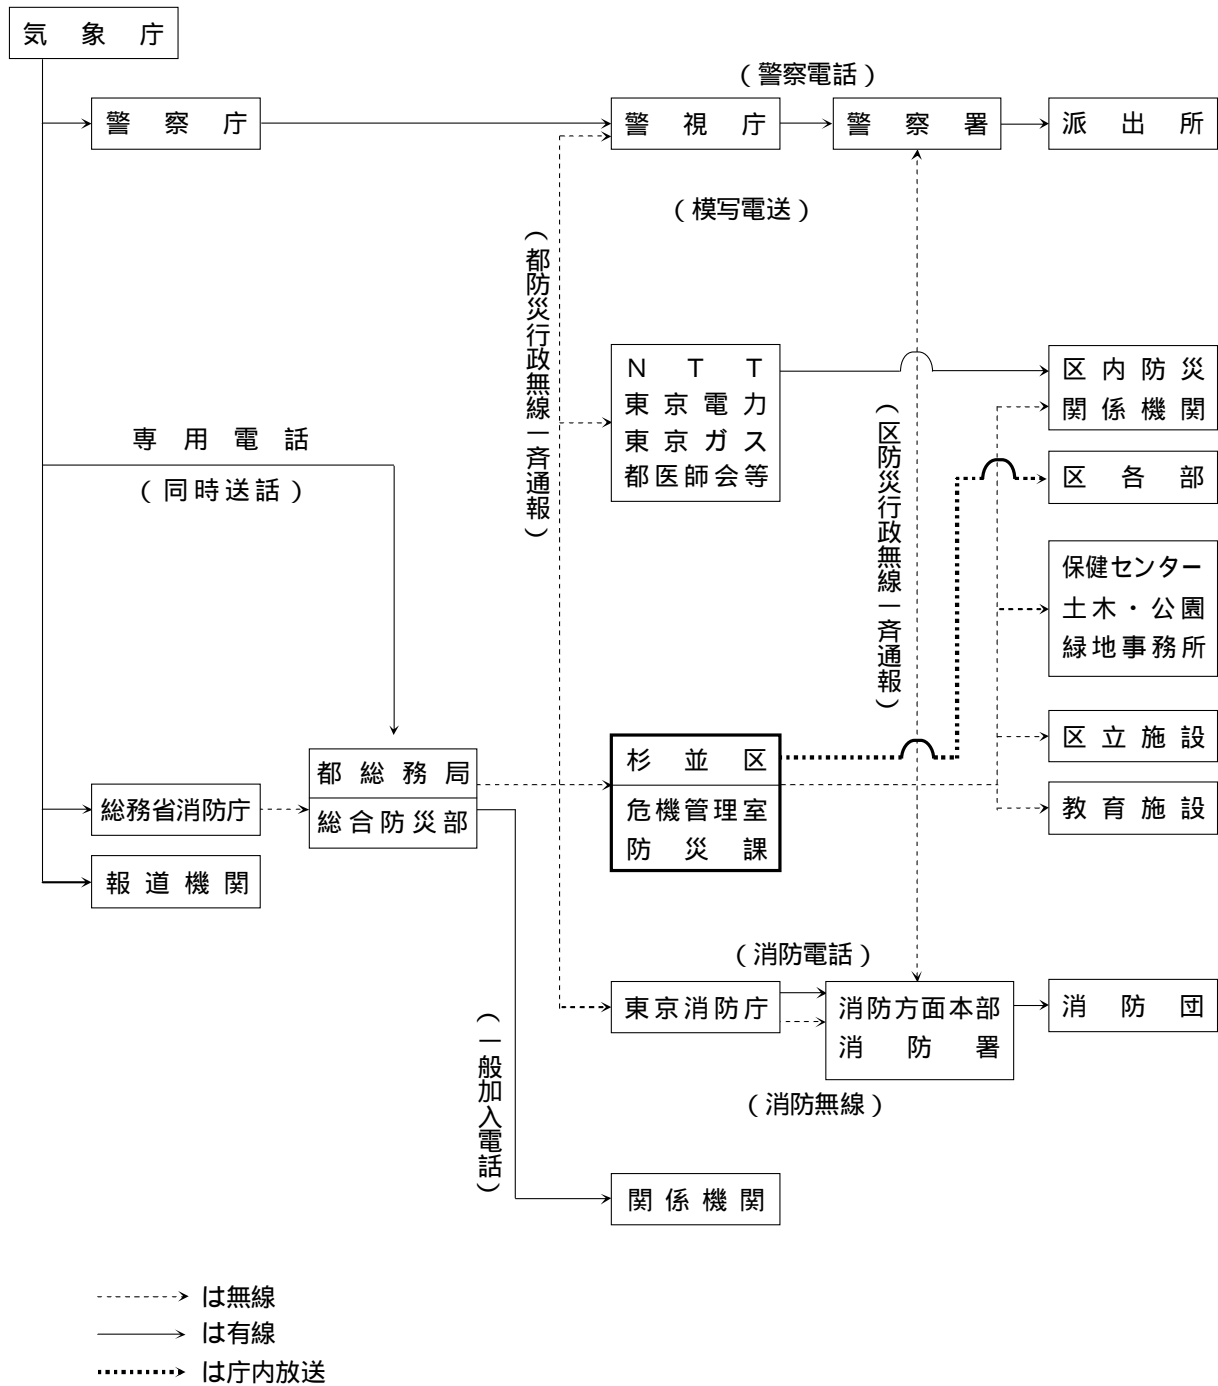 気象庁
(警察電話)
警察庁
警視庁
警察署
派出所
(模写電送)
(都防災行政無線一斉通報)
NTT
東京電力
東京ガス
都医師会等
区内防災
関係機関
(区防災行政無線一斉通報)
専用電話
(同時送話)
区各部
保健センター
土木・公園
緑地事務所
区立施設
教育施設
杉並区
危機管理室
防災課
都総務局
総合防災部
総務省消防庁
報道機関
(消防電話)
東京消防庁
消防方面本部
消防署
消防団
(消防無線)
(一般加入電話)
関係機関
は無線
は有線
は庁内放送